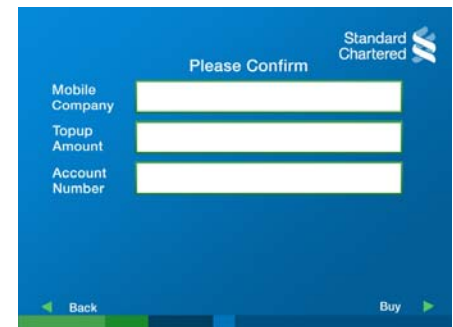 Standard
Chartered
Please Confirm
Mobile
Company
Topup
Amount
Account
Number
Back
Buy